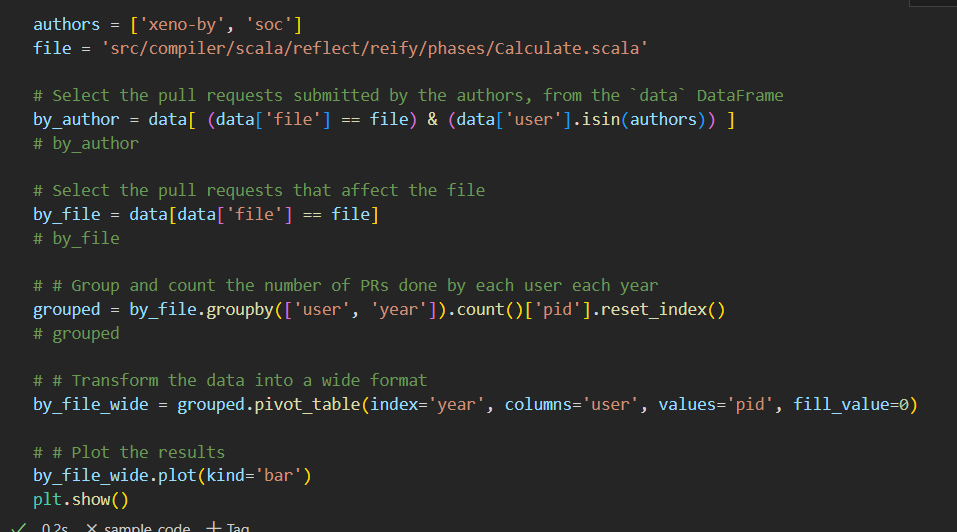 authors = ['xeno-by', 'soc']
file = 'src/compiler/scala/reflect/reify/phases/Calculate.scala'
# Select the pull requests submitted by the authors, from the `data` DataFrame
by_author = data[ (data['file'] == file) & (data['user'].isin(authors)) ]
# by_author
# Select the pull requests that affect the file
by_file = data[data['file'] == file]
# by_file
# # Group and count the number of PRs done by each user each year
grouped = by_file.groupby(['user', 'year']).count()['pid'].reset_index()
# grouped
# # Transform the data into a wide format
by_file_wide = grouped.pivot_table(index='year', columns='user', values='pid', fill_value=0)
# # Plot the results
by_file_wide.plot(kind='bar')
plt.show()
0.2s sample_code Tag